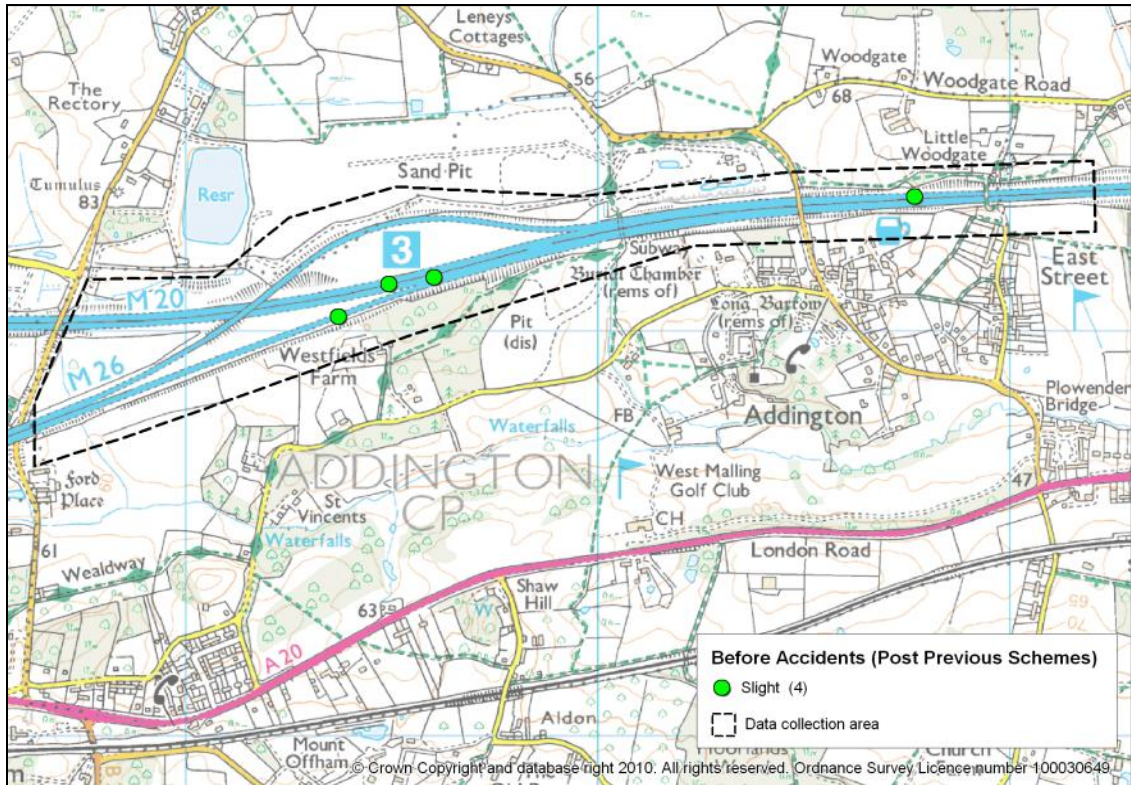 Leneys
Cottages
The
Rectory
56
Woodgate
Woodgate Road
68
Little
Woodgate
Sand Pit
Resr
Tumulus
83
3
Subway
Burial Chamber
(rems of)
East
Street
M 20
Long Barrow
(rems of)
Pit
(dis)
Westfields
Farm
M 26
Plowender
Bridge
FB
Addington
Waterfalls
ADDINGTON
CP
West Malling
Golf Club
Ford
Place
St
Vincents
47
CH
Waterfalls
London Road
61
Wealdway
Shaw
Hill
63
W
65
70
A 20
Before Accidents (Post Previous Schemes)
Slight (4)
Data collection area
Aldon
Mount
Offham
Church
© Crown Copyright and database right 2010. All rights reserved. Ordnance Survey Licence number 100030649.